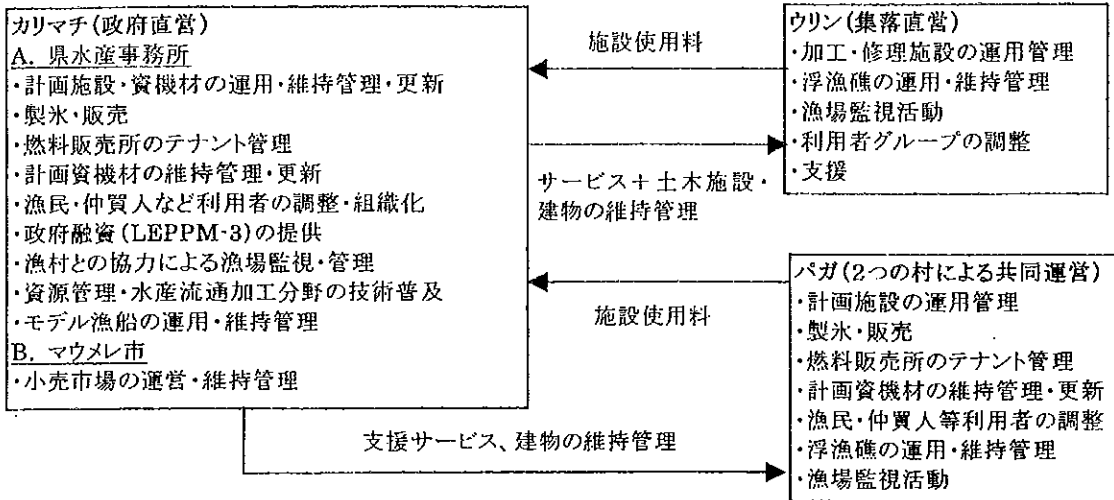 カリマチ(政府直営)
A. 県水産事務所
・計画施設・資機材の運用・維持管理・更新
・製氷・販売
・燃料販売所のテナント管理
・計画資機材の維持管理・更新
・漁民・仲買人など利用者の調整・組織化
・政府融資(LEPPM-3)の提供
・漁村との協力による漁場監視・管理
・資源管理・水産流通加工分野の技術普及
・モデル漁船の運用・維持管理
B. マウメレ市
・小売市場の運営・維持管理
施設使用料
サービス+土木施設・
建物の維持管理
施設使用料
支援サービス、建物の維持管理
ウリン(集落直営)
・加工・修理施設の運用管理
・浮漁礁の運用・維持管理
・漁場監視活動
・利用者グループの調整
・支援
パガ(2つの村による共同運営)
・計画施設の運用管理
・製氷・販売
・燃料販売所のテナント管理
・計画資機材の維持管理・更新
・漁民・仲買人等利用者の調整
・浮漁礁の運用・維持管理
・漁場監視活動